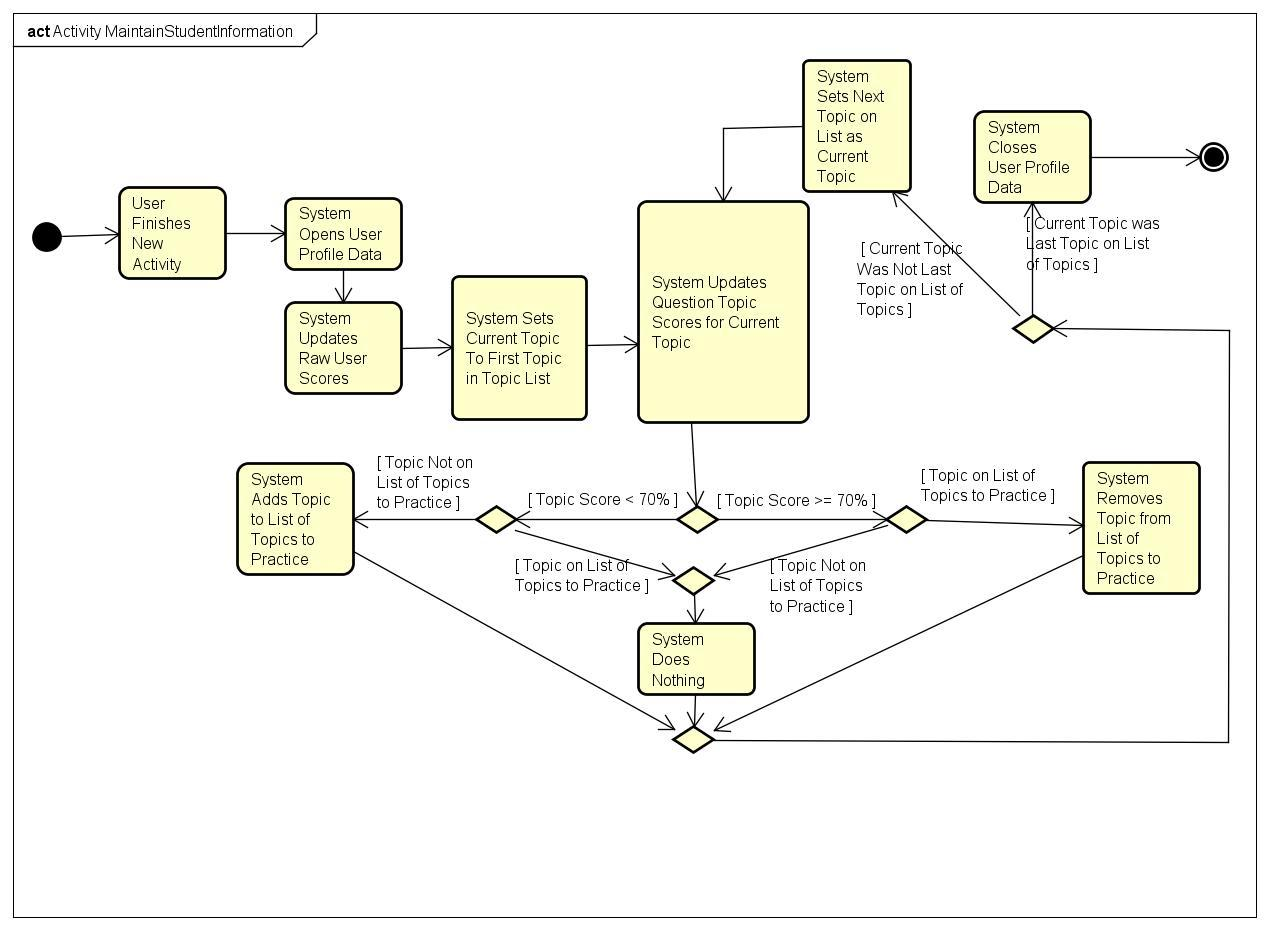 act Activity MaintainStudentInformation
System
Sets Next
Topic on
List as
Current
Topic
System
Closes
User Profile
Data
User
Finishes
New
Activity
System
Opens User
Profile Data
[ Current Topic
Was Not Last
Topic on List of
Topics ]
[ Current Topic was
Last Topic on List
of Topics ]
System
Updates
Raw User
Scores
System Sets
Current Topic
To First Topic
in Topic List
System Updates
Question Topic
Scores for Current
Topic
System
Adds Topic
to List of
Topics to
Practice
[ Topic Not on
List of Topics
to Practice ]
[ Topic Score < 70% ]
[ Topic Score >= 70% ]
[ Topic on List of
Topics to Practice ]
System
Removes
Topic from
List of
Topics to
Practice
[ Topic on List of
Topics to Practice ]
[ Topic Not on
List of Topics
to Practice ]
System
Does
Nothing